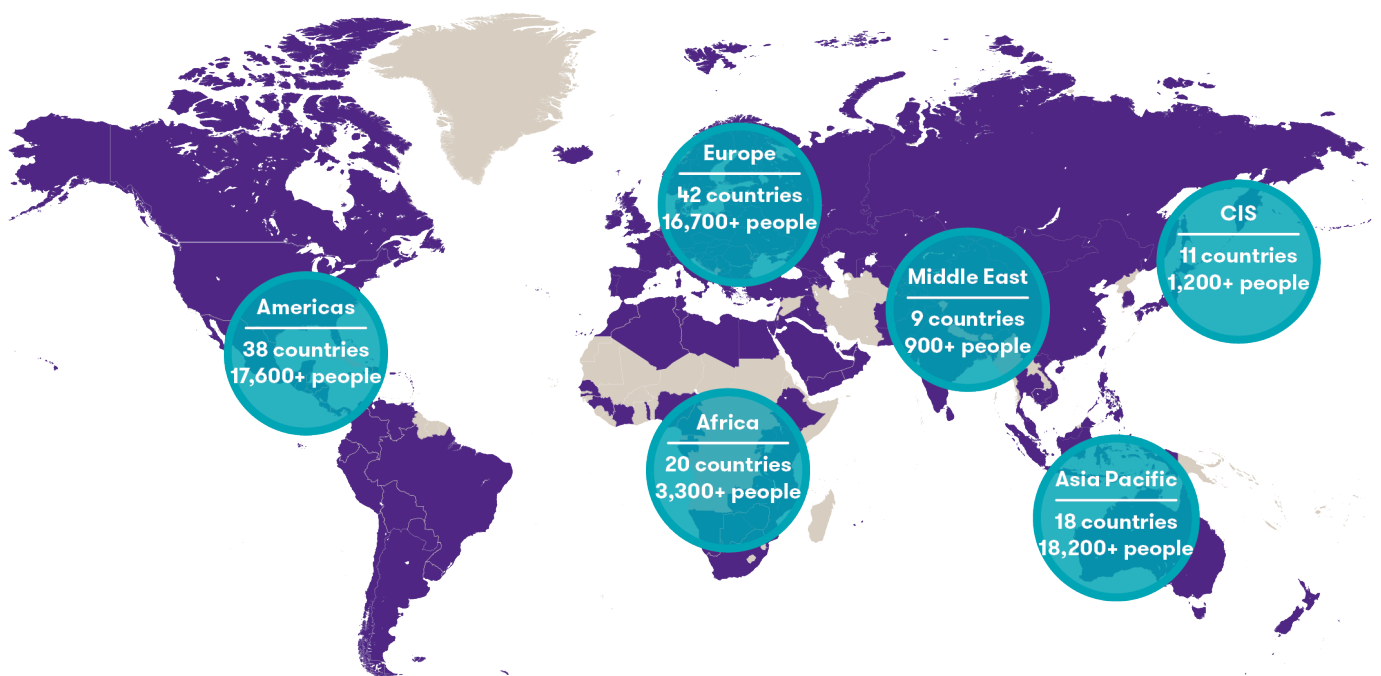 Europe
42 countries
16,700+ people
CIS
11 countries
1,200+ people
Middle East
9 countries
900+ people
Americas
38 countries
17,600+ people
Africa
20 countries
3,300+ people
Asia Pacific
18 countries
18,200+ people